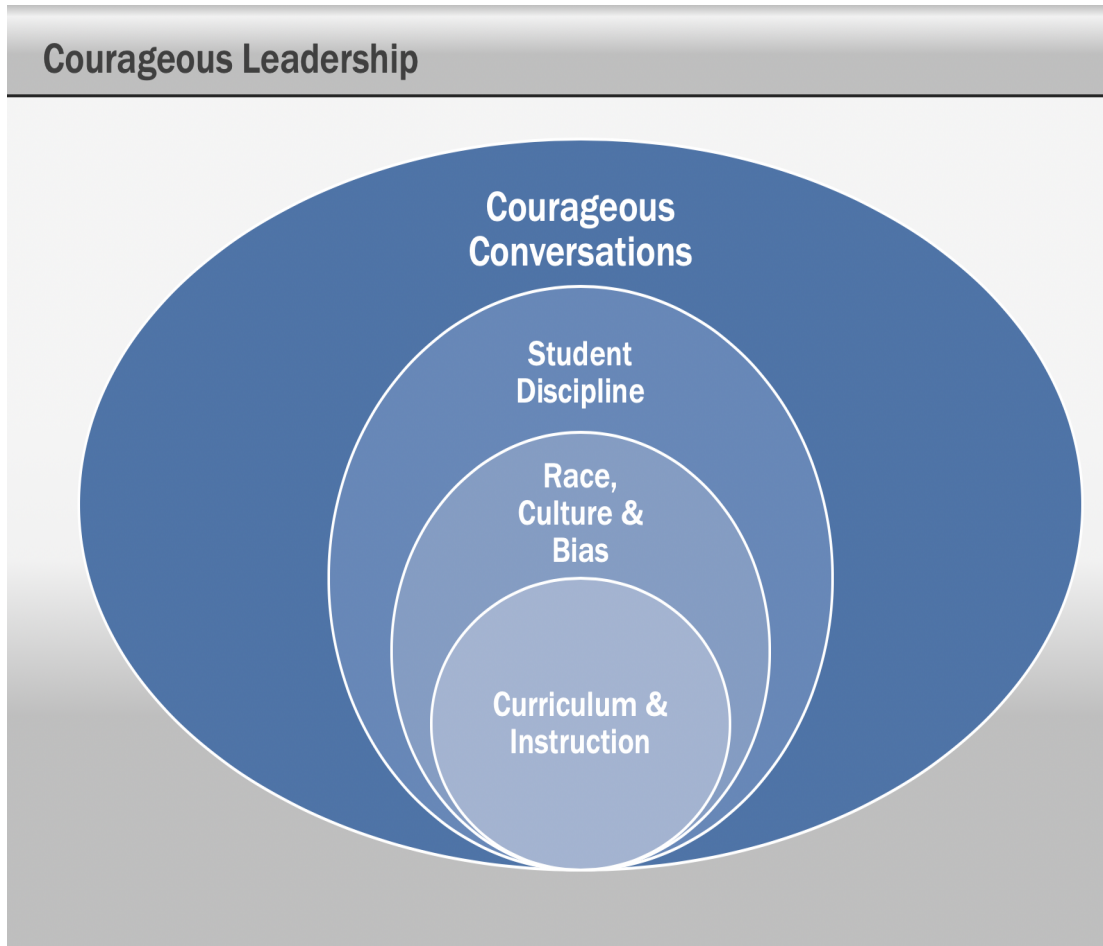 Courageous Leadership
Courageous
Conversations
Student
Discipline
Race,
Culture &
Bias
Curriculum &
Instruction